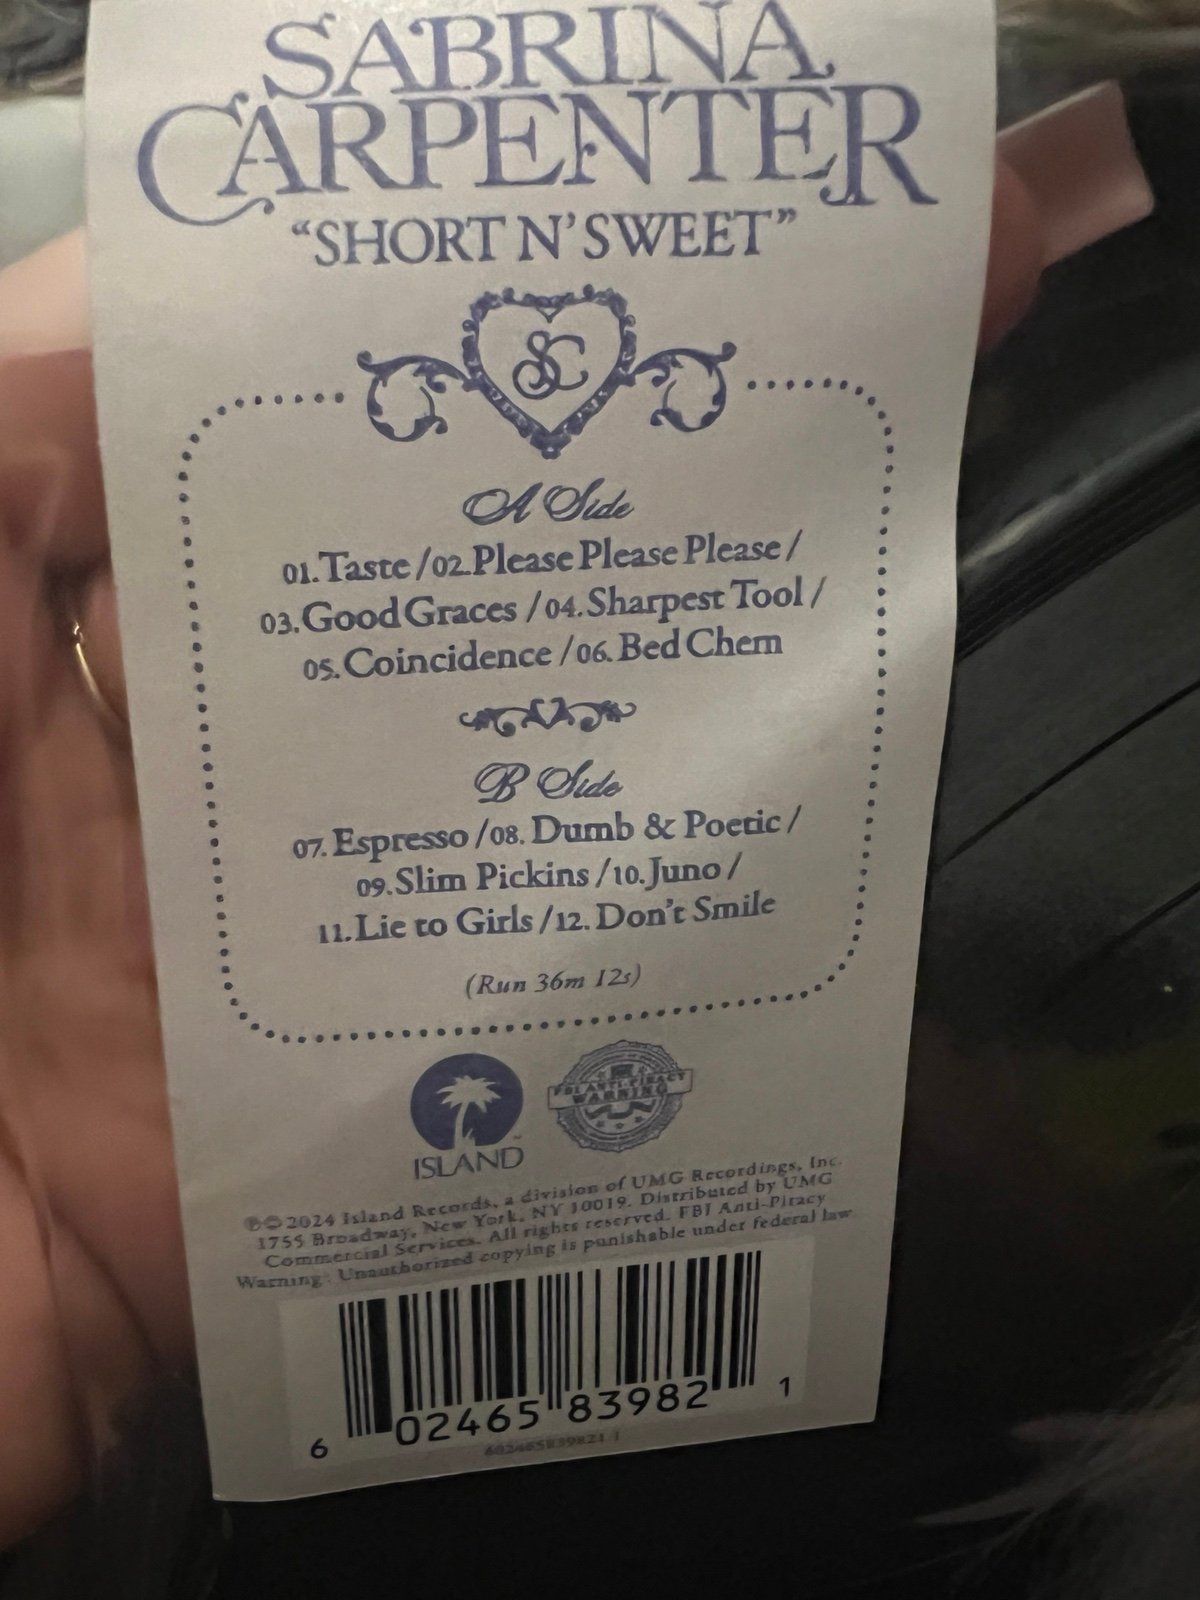 SABRINA
CARPENTER
"SHORT N' SWEET"
SC
A Side
01. Taste / 02. Please Please Please /
03. Good Graces / 04. Sharpest Tool /
05. Coincidence / 06. Bed Chem
B Side
07. Espresso / 08. Dumb & Poetic /
09. Slim Pickins / 10. Juno /
11. Lie to Girls / 12. Don't Smile
(Run 36m 12s)
FBI ANTI-PIRACY
WARNING
ISLAND
℗© 2024 Island Records, a division of UMG Recordings, Inc.
1755 Broadway, New York, NY 10019. Distributed by UMG
Commercial Services. All rights reserved. FBI Anti-Piracy
Warning: Unauthorized copying is punishable under federal law
6 02465 83982 1